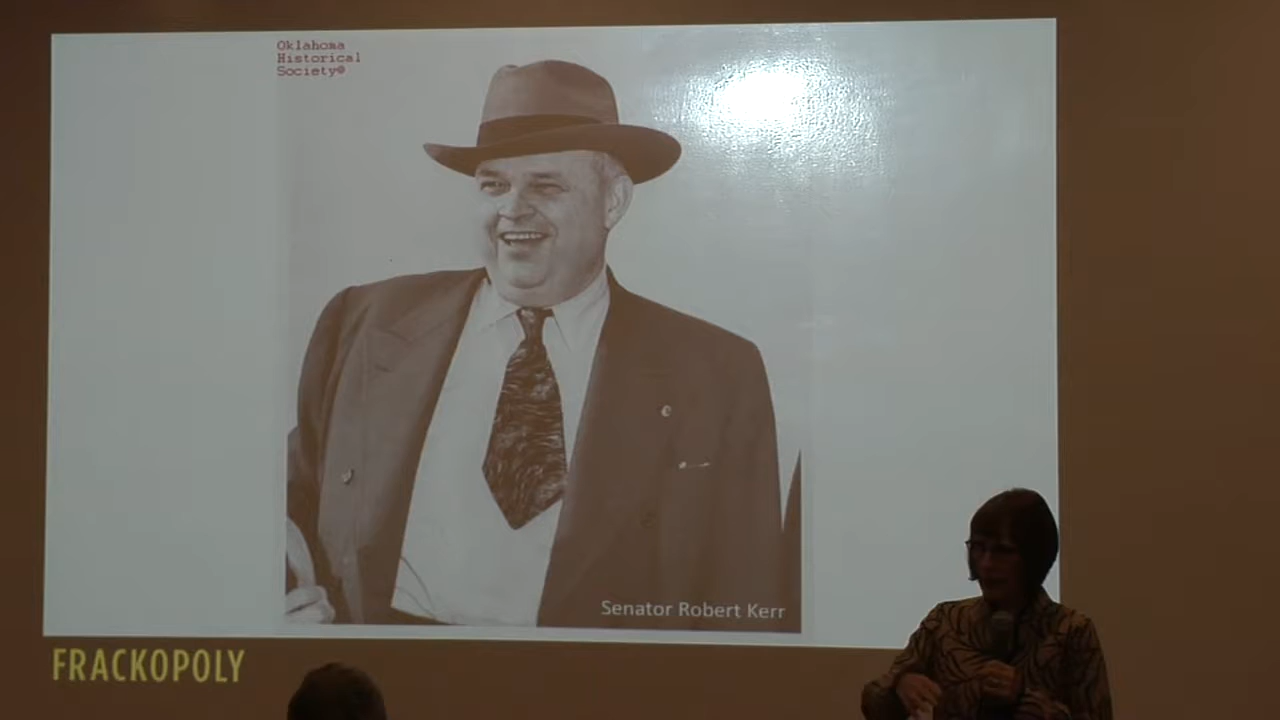 Oklahoma
Historical
Society©
Senator Robert Kerr
FRACKOPOLY